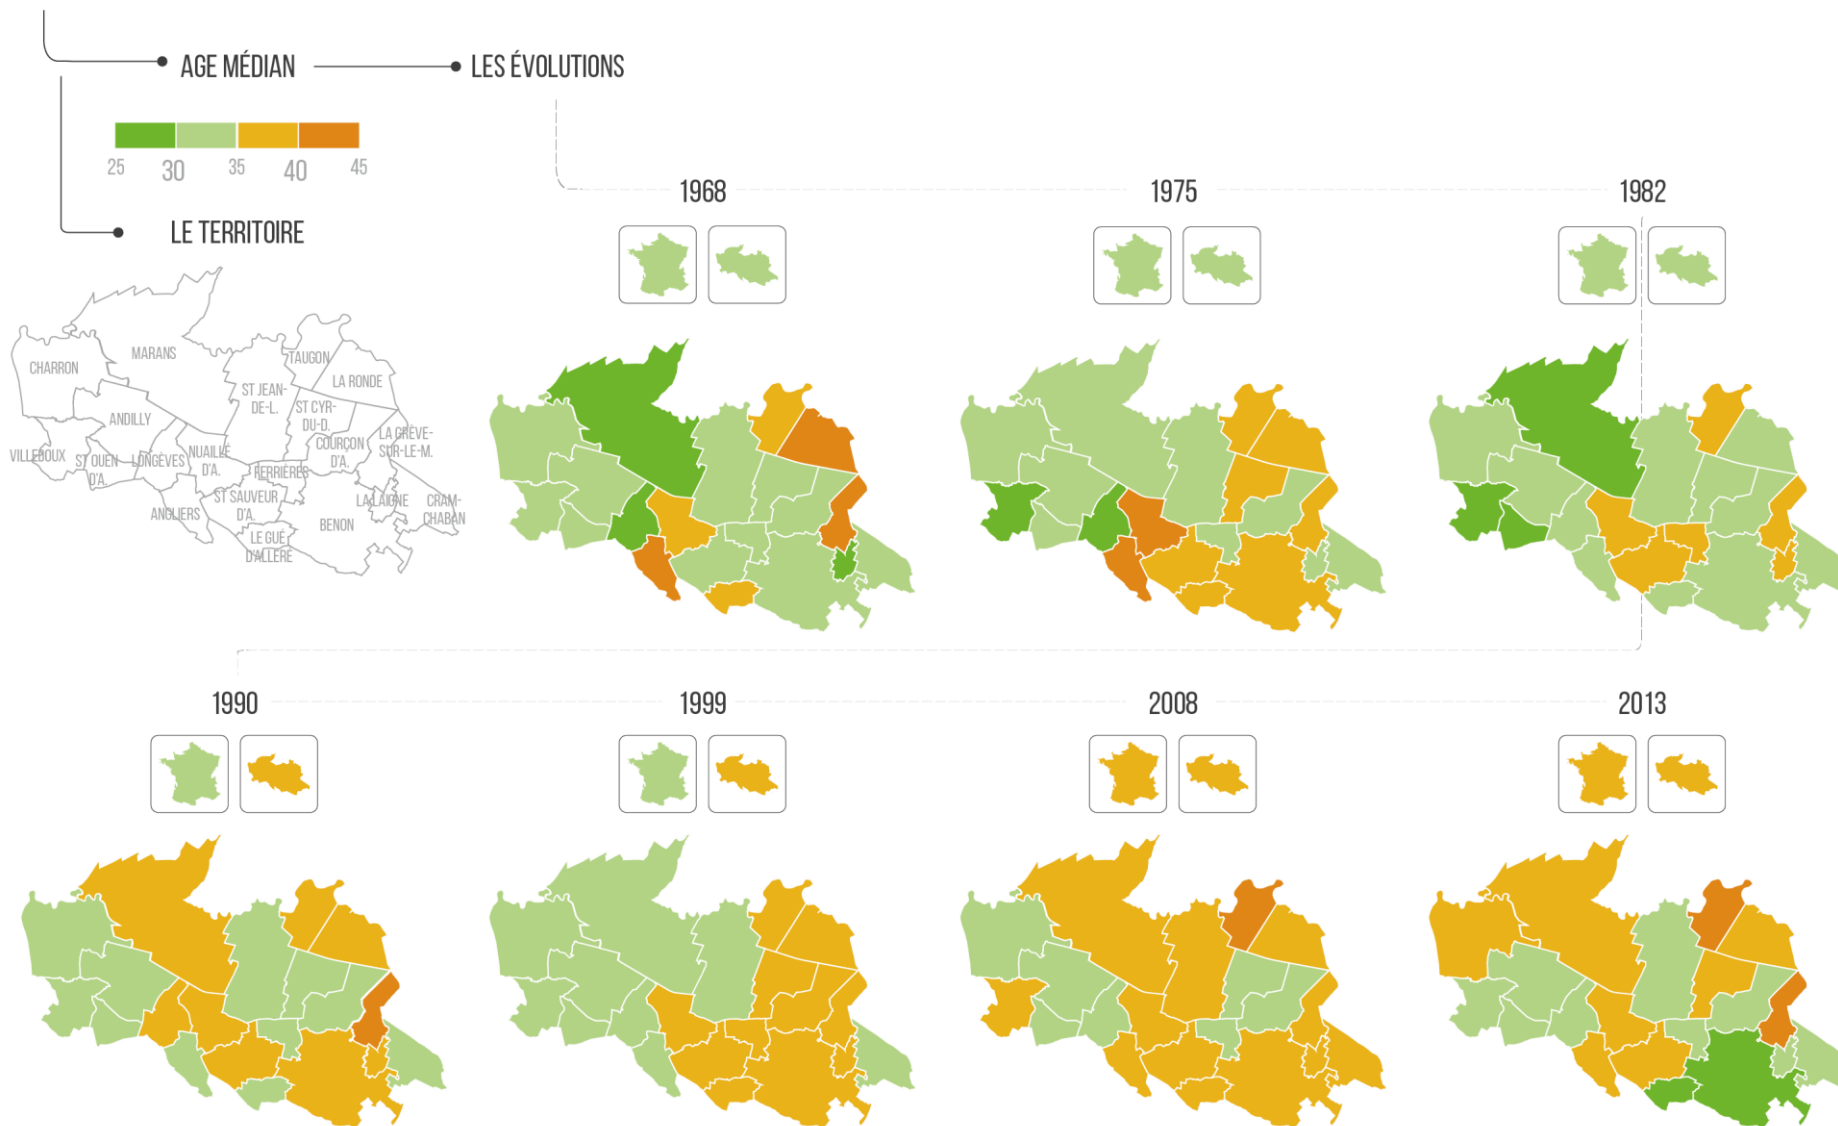 AGE MÉDIAN
LES ÉVOLUTIONS
25 30 35 40 45
LE TERRITOIRE
CHARRON
MARANS
TAUGON
LA RONDE
ST JEAN-
DE-L.
ST CYR-
DU-D.
ANDILLY
LA GRÈVE-
SUR-LE-M.
COURÇON
D'A.
VILLEDOUX
ST OUEN
D'A.
LONGÈVES
NUAILLÉ
D'A.
FERRIÈRES
ST SAUVEUR
D'A.
LA LAIGNE
CRAM-
CHABAN
ANGLIERS
BENON
LE GUÉ
D'ALLERÉ
1968
1975
1982
1990
1999
2008
2013